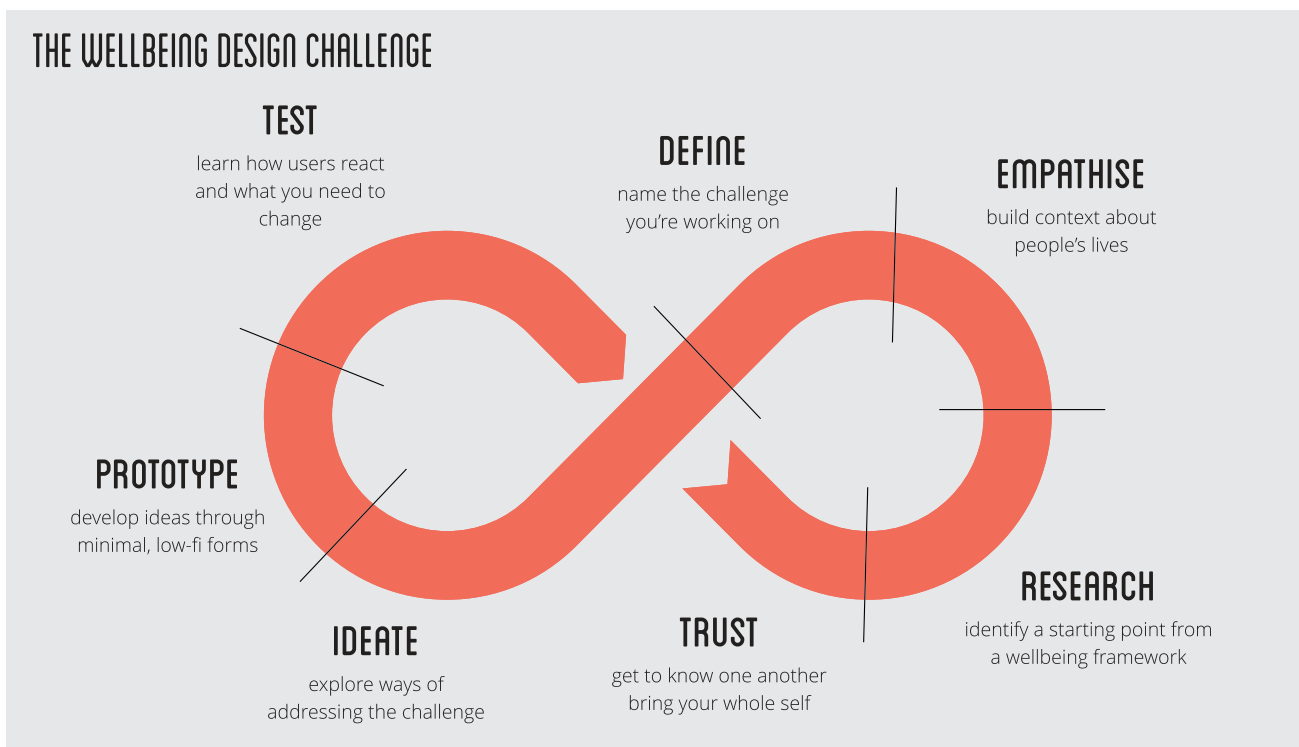 THE WELLBEING DESIGN CHALLENGE
TEST
learn how users react
and what you need to
change
DEFINE
name the challenge
you're working on
EMPATHISE
build context about
people's lives
PROTOTYPE
develop ideas through
minimal, low-fi forms
IDEATE
explore ways of
addressing the challenge
TRUST
get to know one another
bring your whole self
RESEARCH
identify a starting point from
a wellbeing framework